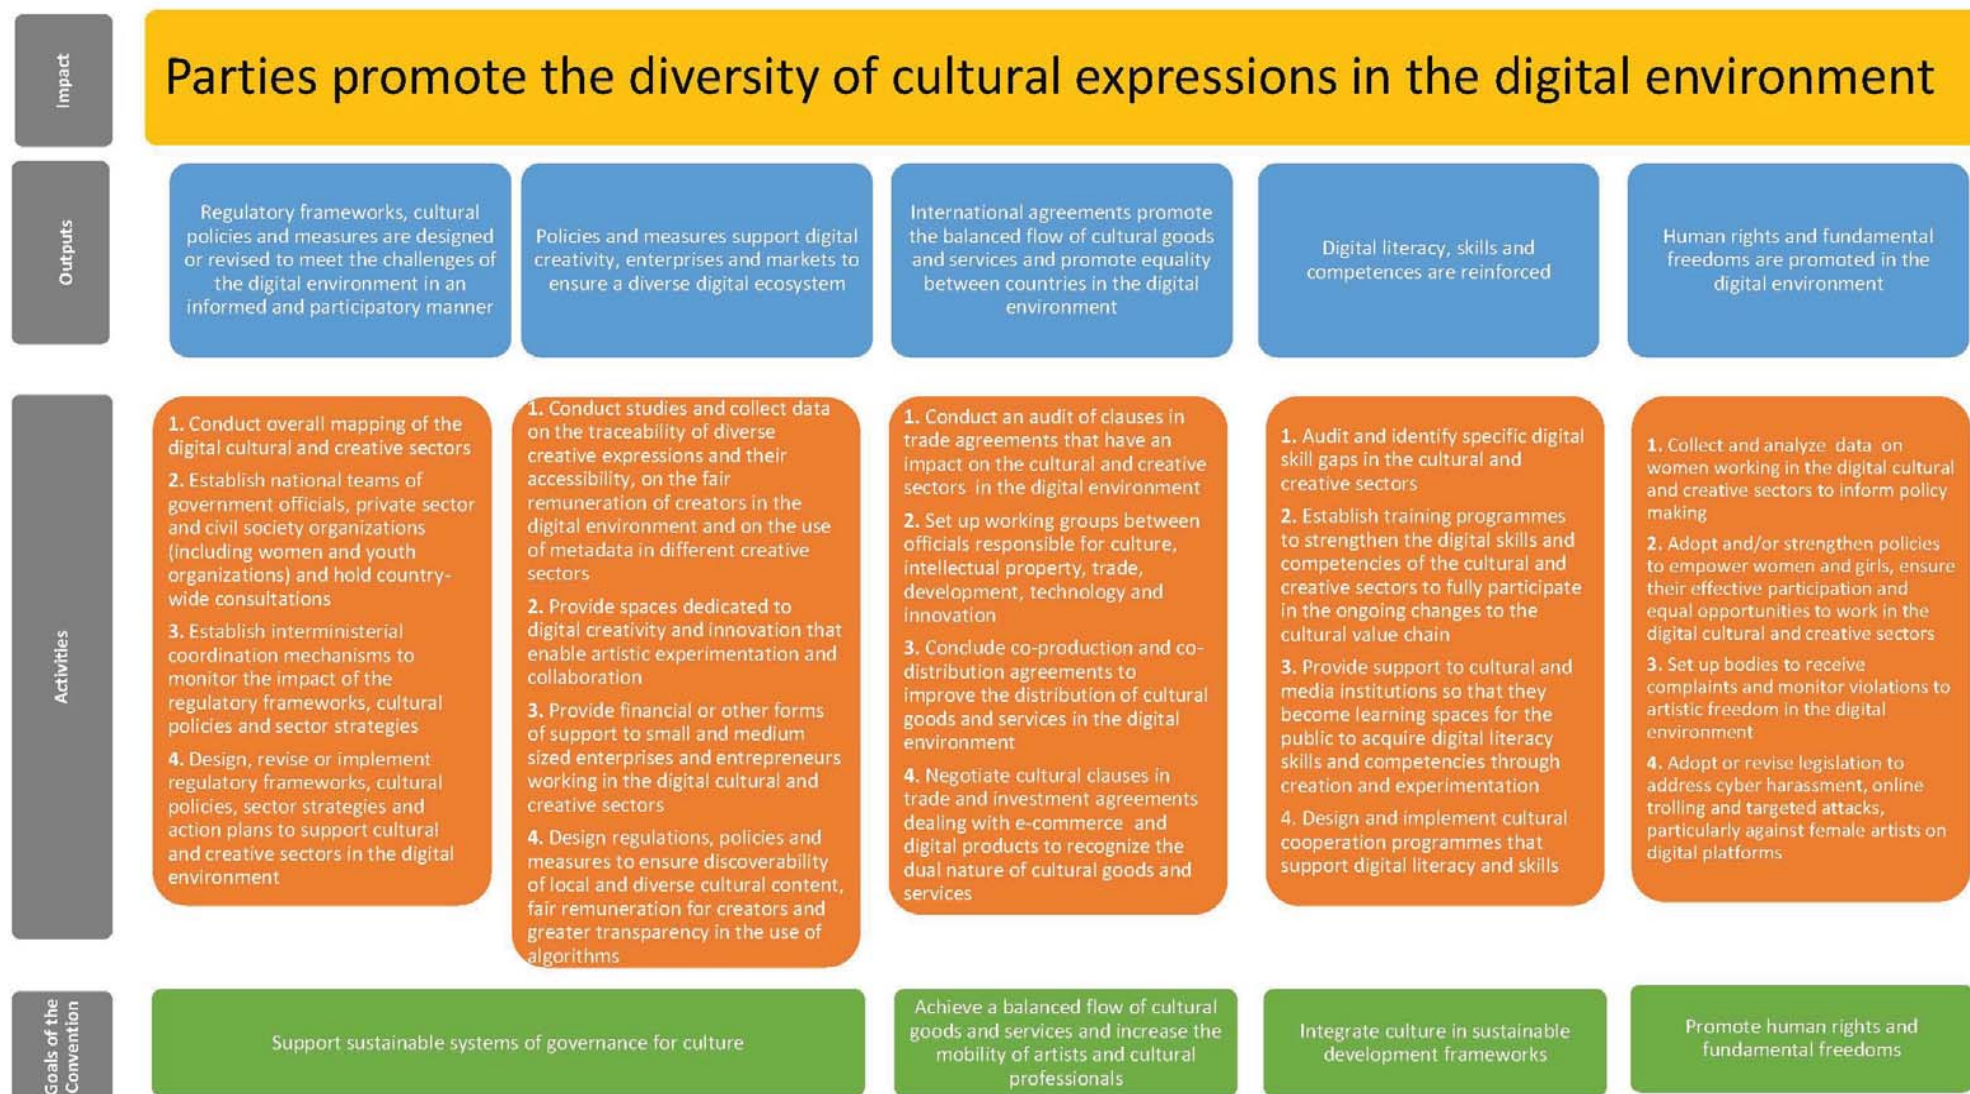 Impact
Parties promote the diversity of cultural expressions in the digital environment
Outputs
Regulatory frameworks, cultural
policies and measures are designed
or revised to meet the challenges of
the digital environment in an
informed and participatory manner
Policies and measures support digital
creativity, enterprises and markets to
ensure a diverse digital ecosystem
International agreements promote
the balanced flow of cultural goods
and services and promote equality
between countries in the digital
environment
Digital literacy, skills and
competences are reinforced
Human rights and fundamental
freedoms are promoted in the
digital environment
Activities
1. Conduct overall mapping of the
digital cultural and creative sectors
2. Establish national teams of
government officials, private sector
and civil society organizations
(including women and youth
organizations) and hold country-
wide consultations
3. Establish interministerial
coordination mechanisms to
monitor the impact of the
regulatory frameworks, cultural
policies and sector strategies
4. Design, revise or implement
regulatory frameworks, cultural
policies, sector strategies and
action plans to support cultural
and creative sectors in the digital
environment
1. Conduct studies and collect data
on the traceability of diverse
creative expressions and their
accessibility, on the fair
remuneration of creators in the
digital environment and on the use
of metadata in different creative
sectors
2. Provide spaces dedicated to
digital creativity and innovation that
enable artistic experimentation and
collaboration
3. Provide financial or other forms
of support to small and medium
sized enterprises and entrepreneurs
working in the digital cultural and
creative sectors
4. Design regulations, policies and
measures to ensure discoverability
of local and diverse cultural content,
fair remuneration for creators and
greater transparency in the use of
algorithms
1. Conduct an audit of clauses in
trade agreements that have an
impact on the cultural and creative
sectors in the digital environment
2. Set up working groups between
officials responsible for culture,
intellectual property, trade,
development, technology and
innovation
3. Conclude co-production and co-
distribution agreements to
improve the distribution of cultural
goods and services in the digital
environment
4. Negotiate cultural clauses in
trade and investment agreements
dealing with e-commerce and
digital products to recognize the
dual nature of cultural goods and
services
1. Audit and identify specific digital
skill gaps in the cultural and
creative sectors
2. Establish training programmes
to strengthen the digital skills and
competencies of the cultural and
creative sectors to fully participate
in the ongoing changes to the
cultural value chain
3. Provide support to cultural and
media institutions so that they
become learning spaces for the
public to acquire digital literacy
skills and competencies through
creation and experimentation
4. Design and implement cultural
cooperation programmes that
support digital literacy and skills
1. Collect and analyze data on
women working in the digital cultural
and creative sectors to inform policy
making
2. Adopt and/or strengthen policies
to empower women and girls, ensure
their effective participation and
equal opportunities to work in the
digital cultural and creative sectors
3. Set up bodies to receive
complaints and monitor violations to
artistic freedom in the digital
environment
4. Adopt or revise legislation to
address cyber harassment, online
trolling and targeted attacks,
particularly against female artists on
digital platforms
Goals of the
Convention
Support sustainable systems of governance for culture
Achieve a balanced flow of cultural
goods and services and increase the
mobility of artists and cultural
professionals
Integrate culture in sustainable
development frameworks
Promote human rights and
fundamental freedoms